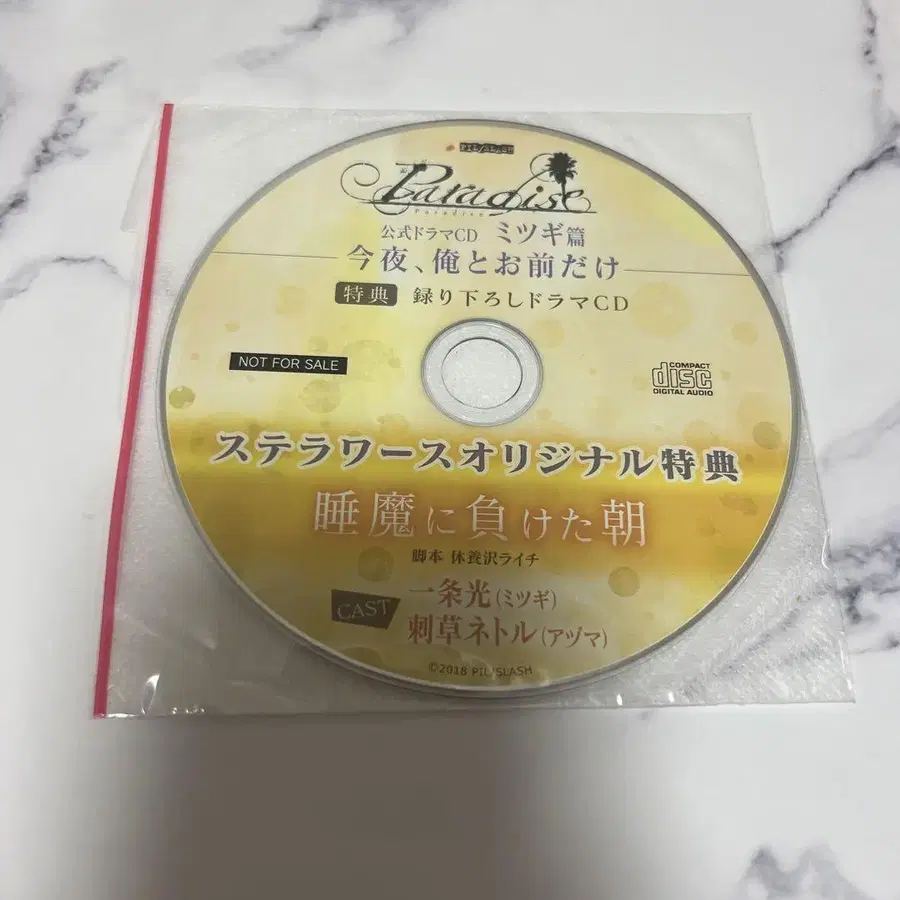 PIL/SLASH
Paradise
Paradise
公式ドラマCD ミツギ篇
今夜、俺とお前だけ
特典 録り下ろしドラマCD
NOT FOR SALE
COMPACT
disc
DIGITAL AUDIO
ステラワースオリジナル特典
睡魔に負けた朝
脚本 休養沢ライチ
CAST 一条光(ミツギ)
刺草ネトル(アヅマ)
©2018 PIL/SLASH